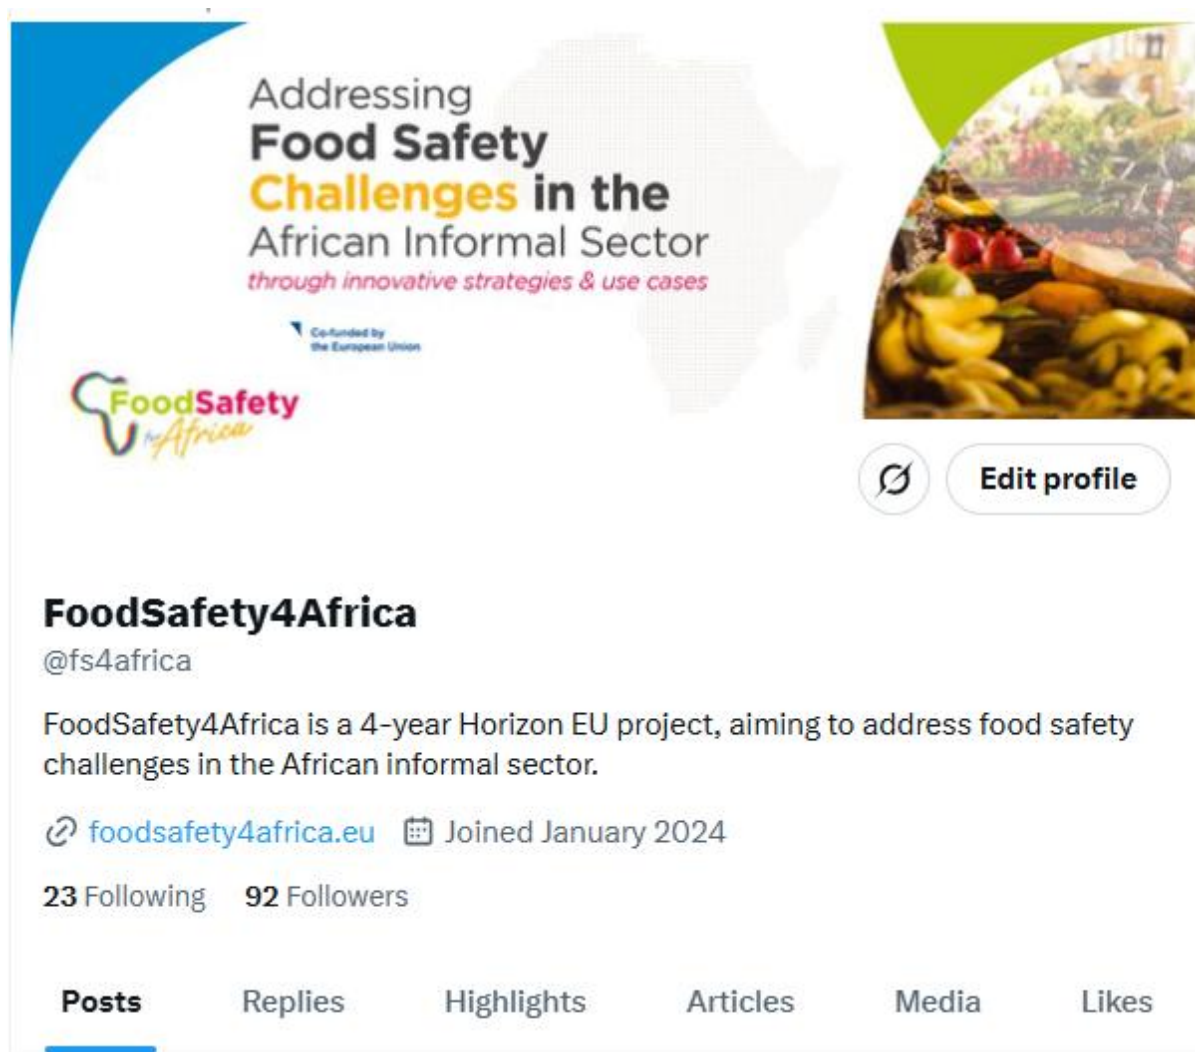 Addressing
Food Safety
Challenges in the
African Informal Sector
through innovative strategies & use cases
Co-funded by
the European Union
FoodSafety
for Africa
Edit profile
FoodSafety4Africa
@fs4africa
FoodSafety4Africa is a 4-year Horizon EU project, aiming to address food safety
challenges in the African informal sector.
foodsafety4africa.eu Joined January 2024
23 Following 92 Followers
Posts Replies Highlights Articles Media Likes